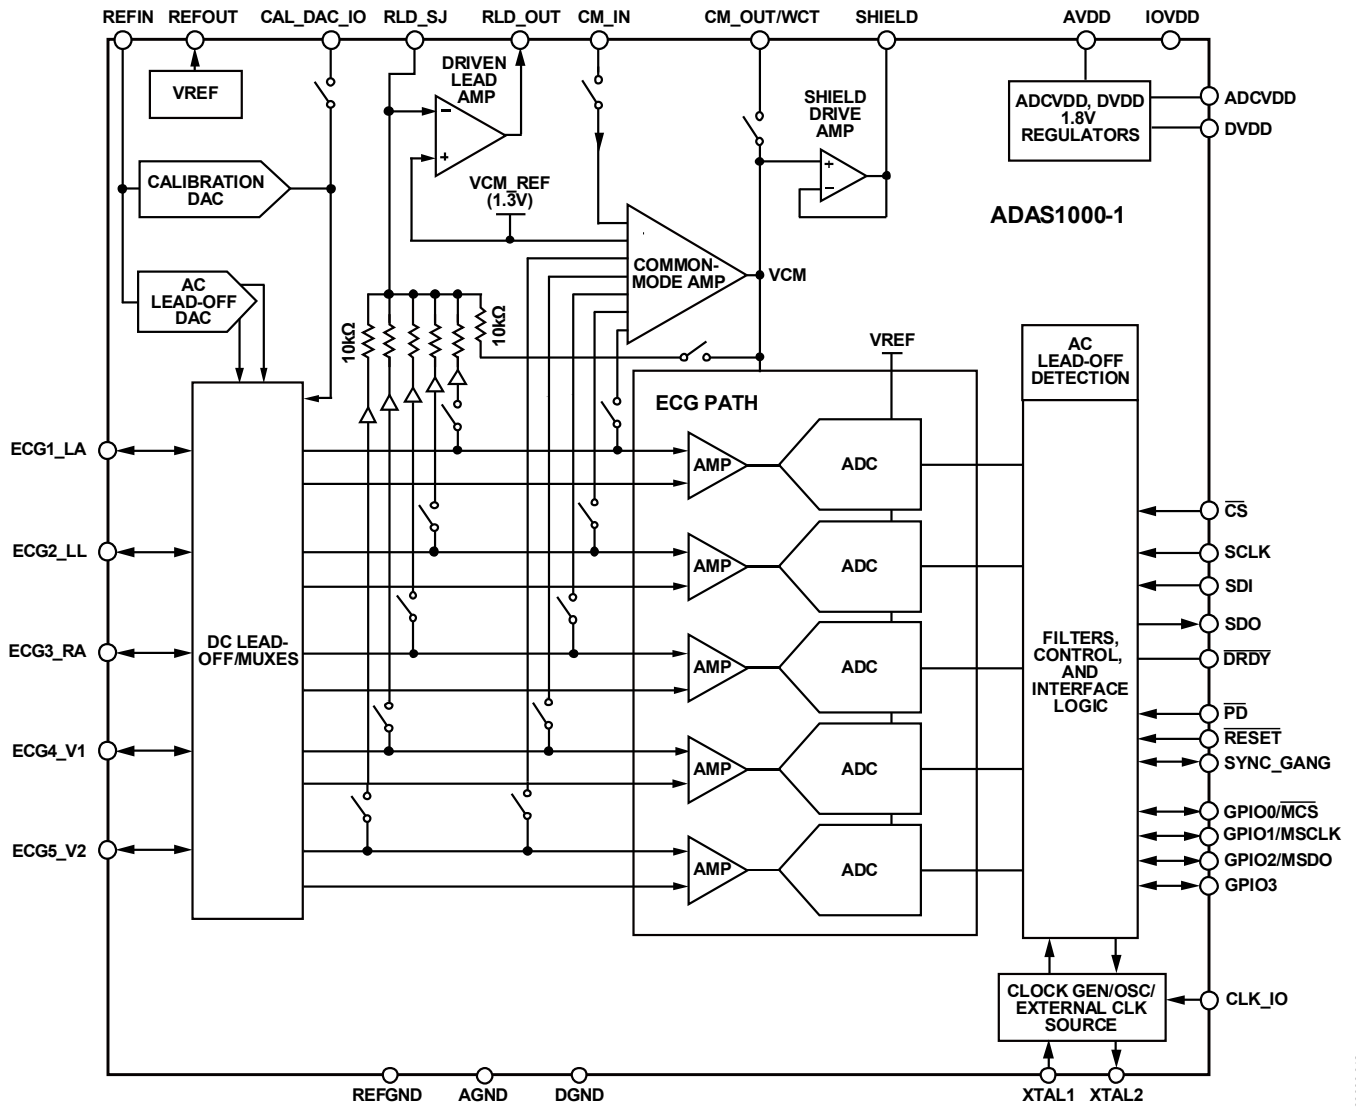 REFIN REFOUT CAL_DAC_IO RLD_SJ RLD_OUT CM_IN CM_OUT/WCT SHIELD AVDD IOVDD
VREF
DRIVEN
LEAD
AMP
–
+
SHIELD
DRIVE
AMP
+
–
ADCVDD, DVDD
1.8V
REGULATORS
ADCVDD
DVDD
CALIBRATION
DAC
VCM_REF
(1.3V)
ADAS1000-1
AC
LEAD-OFF
DAC
COMMON-
MODE AMP
VCM
10kΩ
10kΩ
VREF
AC
LEAD-OFF
DETECTION
ECG PATH
ECG1_LA
AMP
ADC
ECG2_LL
AMP
ADC
ECG3_RA
DC LEAD-
OFF/MUXES
AMP
ADC
ECG4_V1
AMP
ADC
ECG5_V2
AMP
ADC
FILTERS,
CONTROL,
AND
INTERFACE
LOGIC
CS
SCLK
SDI
SDO
DRDY
PD
RESET
SYNC_GANG
GPIO0/MCS
GPIO1/MSCLK
GPIO2/MSDO
GPIO3
CLOCK GEN/OSC/
EXTERNAL CLK
SOURCE
CLK_IO
REFGND AGND DGND XTAL1 XTAL2